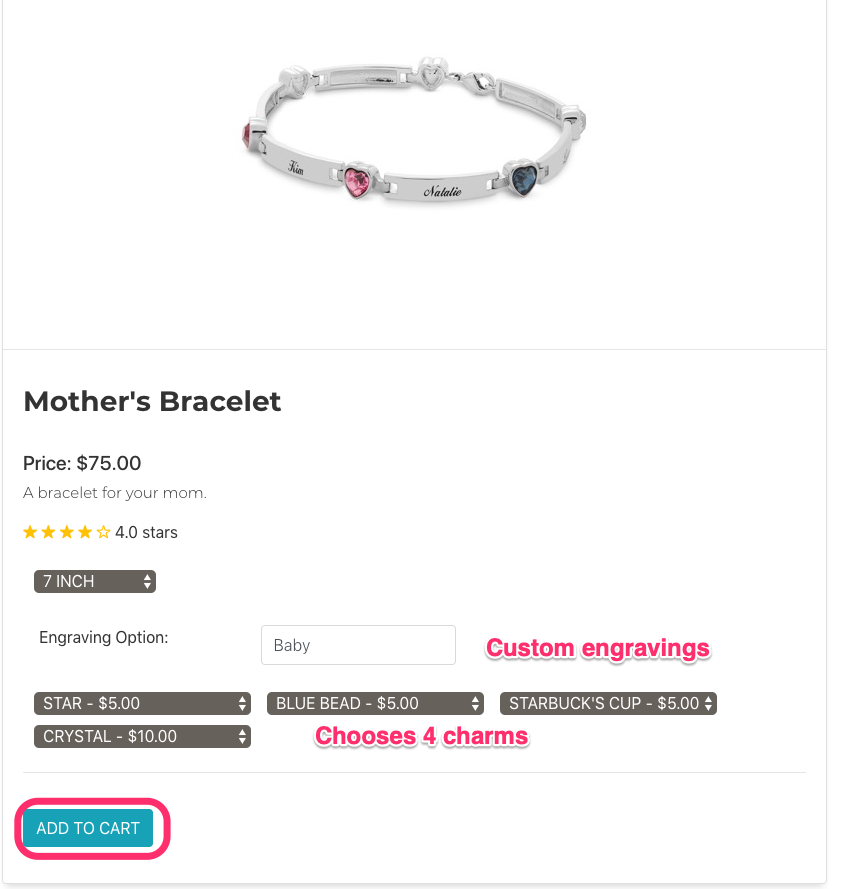 Kim
Natalie
Mother's Bracelet
Price: $75.00
A bracelet for your mom.
4.0 stars
7 INCH
Engraving Option:
Baby
Custom engravings
STAR - $5.00
BLUE BEAD - $5.00
STARBUCK'S CUP - $5.00
CRYSTAL - $10.00
Chooses 4 charms
ADD TO CART